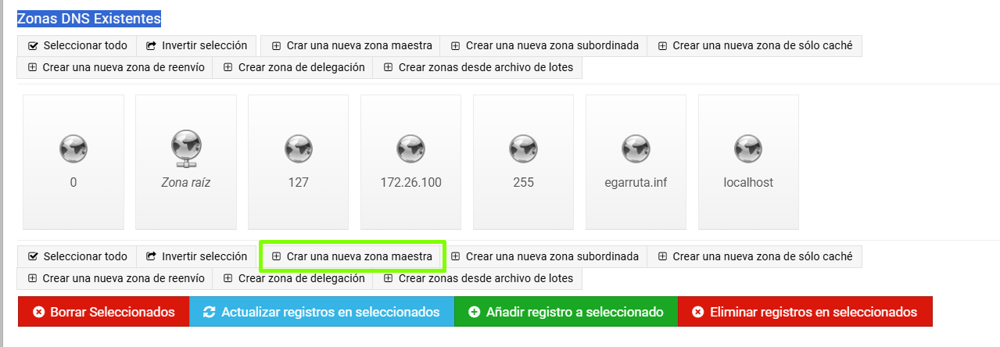 Zonas DNS Existentes
Seleccionar todo Invertir selección Crar una nueva zona maestra Crear una nueva zona subordinada Crear una nueva zona de sólo caché
Crear una nueva zona de reenvío Crear zona de delegación Crear zonas desde archivo de lotes
0 Zona raíz 127 172.26.100 255 egarruta.inf localhost
Seleccionar todo Invertir selección Crar una nueva zona maestra Crear una nueva zona subordinada Crear una nueva zona de sólo caché
Crear una nueva zona de reenvío Crear zona de delegación Crear zonas desde archivo de lotes
Borrar Seleccionados Actualizar registros en seleccionados Añadir registro a seleccionado Eliminar registros en seleccionados